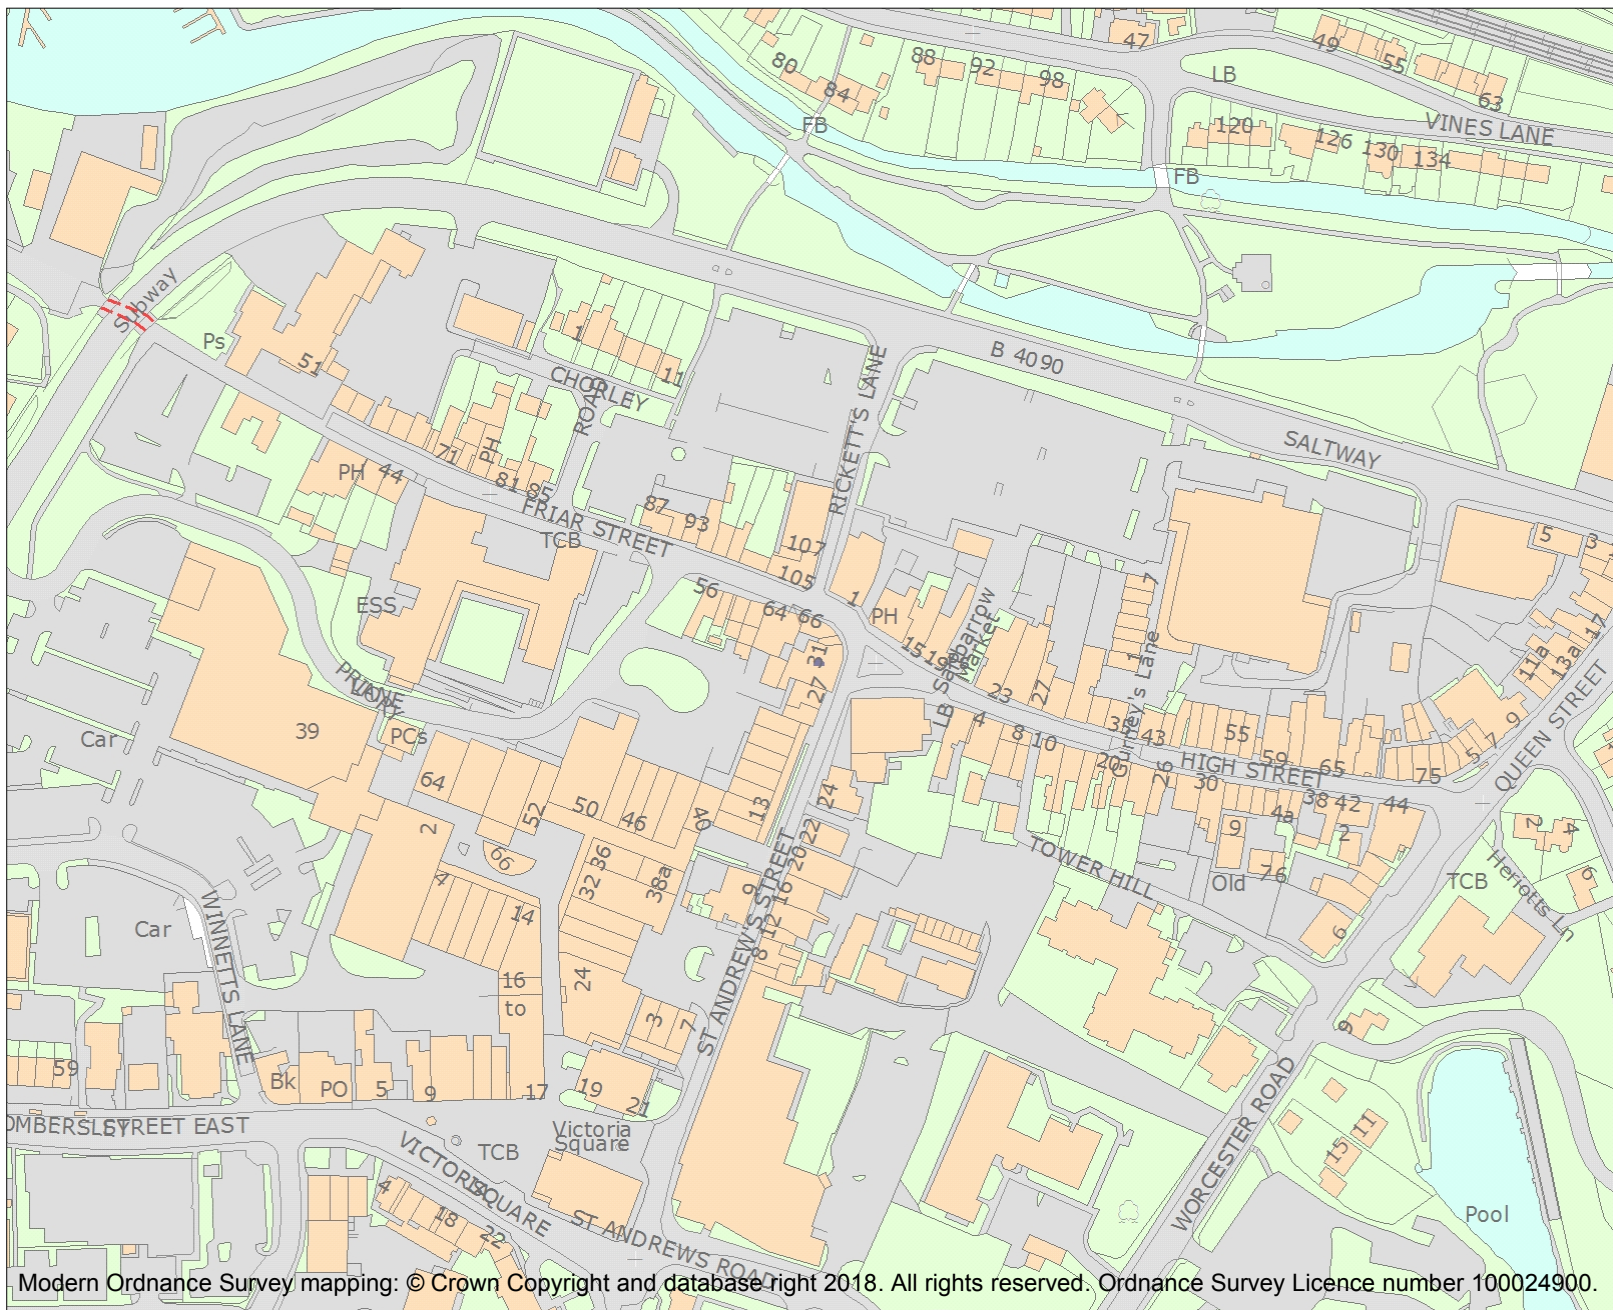 47
49
55
63
80
84
88
92
98
LB
VINES LANE
FB
120
126
130
134
FB
Subway
Ps
51
1
11
CHORLEY
ROAD
B 4090
RICKETT'S LANE
SALTWAY
PH
44
71
PH
81
85
FRIAR STREET
TCB
87
93
107
105
5
3
ESS
56
64
66
1
PH
15
19
LB
Market
7
1
Gurney's Lane
11a
13a
17
31
27
23
27
PRIORY
LANE
39
PCs
Car
4
8
10
35
43
55
59
65
75
5
7
9
QUEEN STREET
HIGH STREET
20
26
30
4a
38
42
44
2
9
76
Old
TOWER HILL
64
52
50
46
40
13
24
22
20
16
12
8
9
2
66
4
14
36
32
38a
24
16
to
3
7
ST ANDREW'S STREET
2
4
6
TCB
Heriotts Ln
6
9
Car
WINNETTS LANE
59
Bk
PO
5
9
17
19
21
OMBERSLEY
STREET EAST
Victoria
Square
TCB
VICTORIA
SQUARE
4
18
22
ST ANDREWS ROAD
WORCESTER ROAD
11
15
Pool
Modern Ordnance Survey mapping: © Crown Copyright and database right 2018. All rights reserved. Ordnance Survey Licence number 100024900.